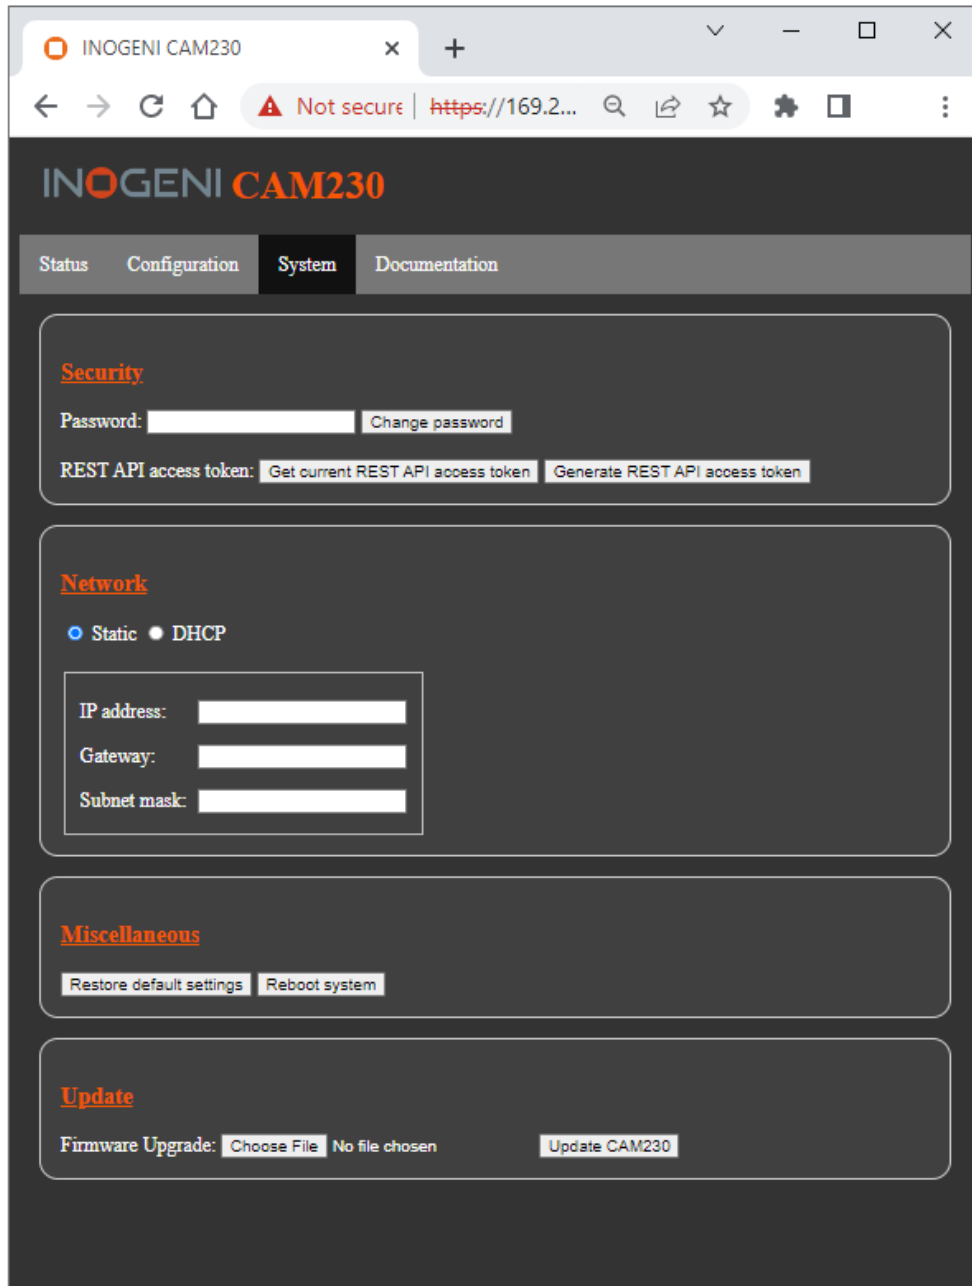 INOGENI CAM230
Not secure https://169.2...
INOGENI CAM230
Status Configuration System Documentation
Security
Password: Change password
REST API access token: Get current REST API access token Generate REST API access token
Network
Static DHCP
IP address:
Gateway:
Subnet mask:
Miscellaneous
Restore default settings Reboot system
Update
Firmware Upgrade: Choose File No file chosen Update CAM230